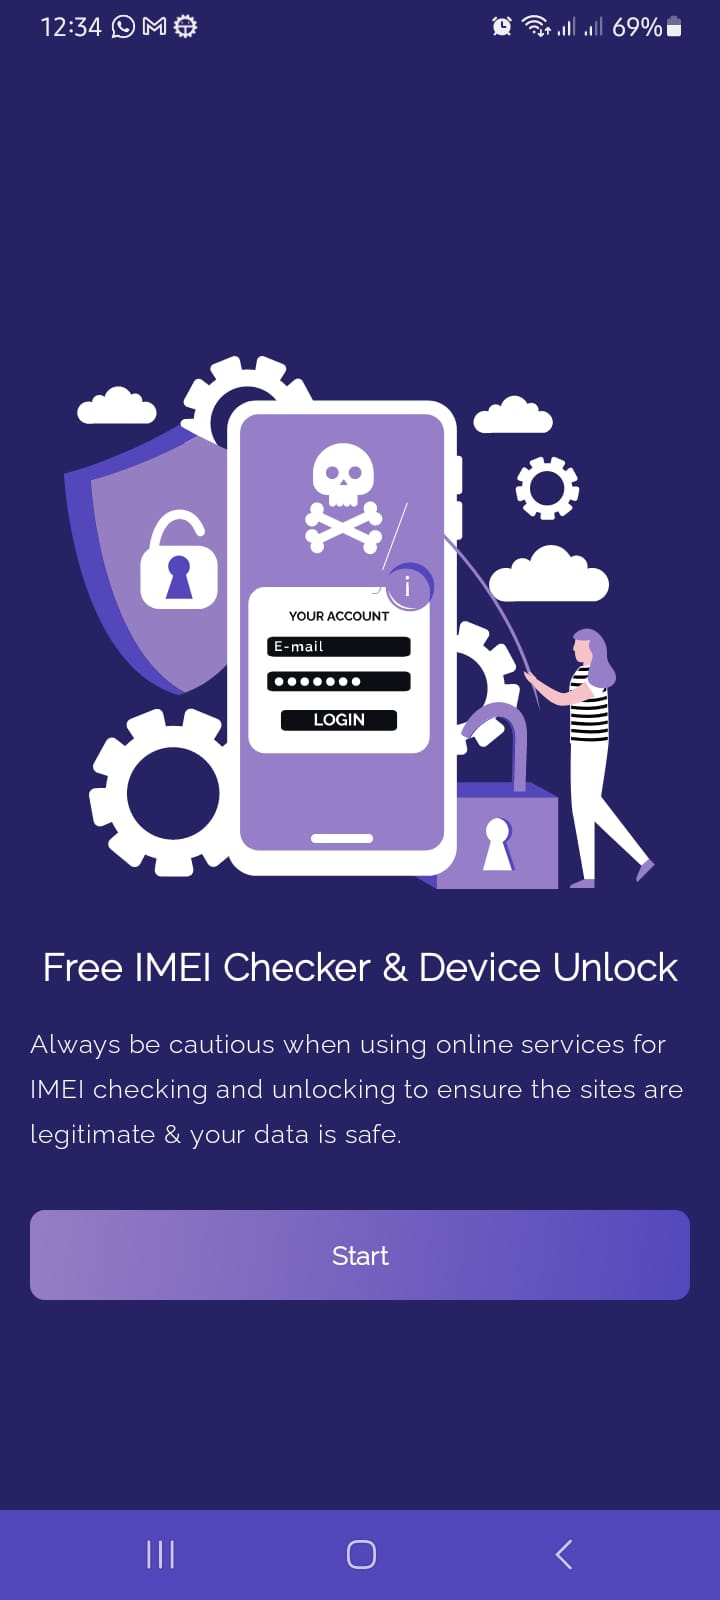 12:34
69%
i
YOUR ACCOUNT
E-mail
LOGIN
Free IMEI Checker & Device Unlock
Always be cautious when using online services for
IMEI checking and unlocking to ensure the sites are
legitimate & your data is safe.
Start